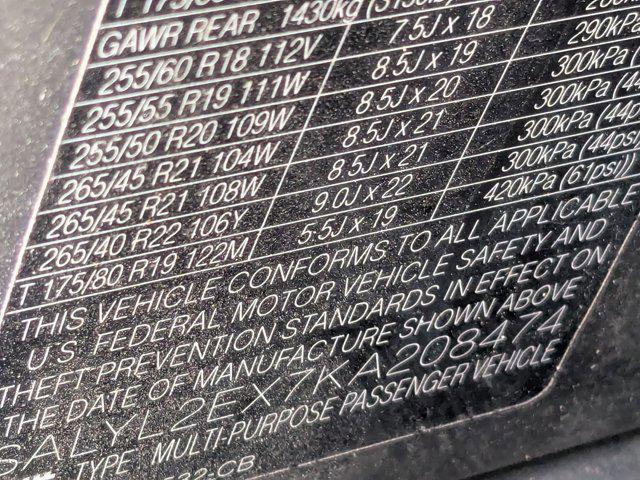 T 175/80
GAWR REAR 1430kg
255/60 R18 112V 7.5J x 18
255/55 R19 111W 8.5J x 19 290kPa
255/50 R20 109W 8.5J x 20 300kPa
265/45 R21 104W 8.5J x 21 300kPa (44
265/45 R21 108W 8.5J x 21 300kPa (44
265/40 R22 106Y 9.0J x 22 300kPa (44psi
T 175/80 R19 122M 5.5J x 19 420kPa (61psi))
THIS VEHICLE CONFORMS TO ALL APPLICABLE
U.S. FEDERAL MOTOR VEHICLE SAFETY AND
THEFT PREVENTION STANDARDS IN EFFECT ON
THE DATE OF MANUFACTURE SHOWN ABOVE
SALYL2EX7KA208474
TYPE MULTI-PURPOSE PASSENGER VEHICLE